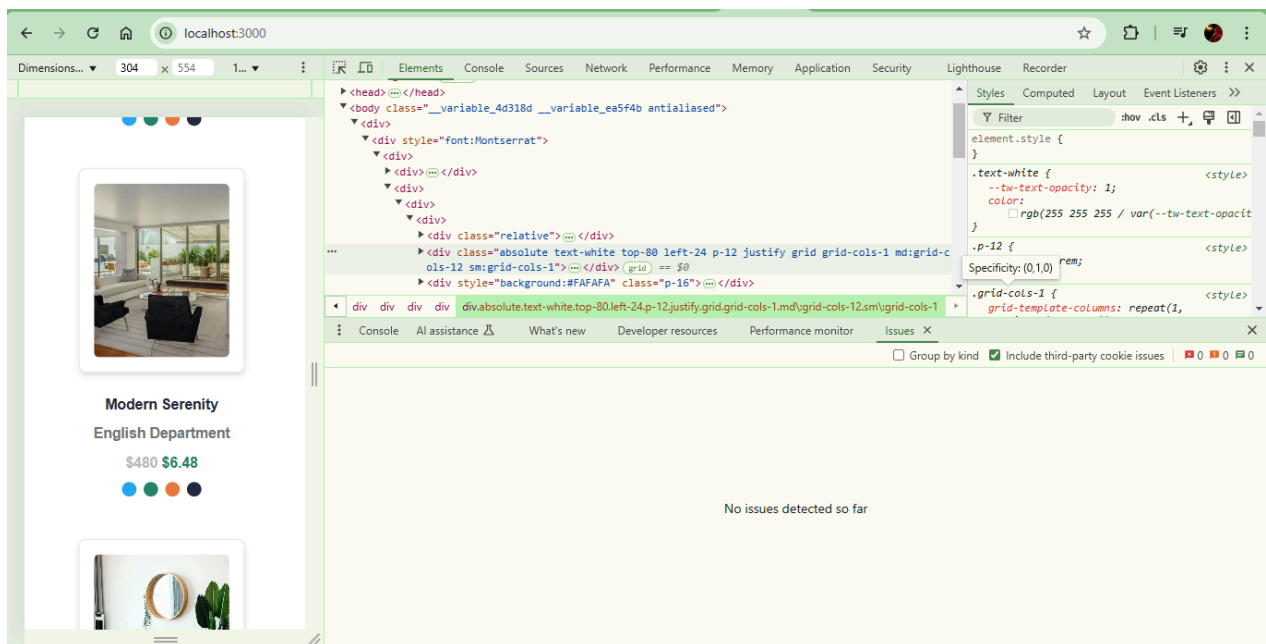 localhost:3000
Dimensions... 304 × 554 1...
Elements Console Sources Network Performance Memory Application Security Lighthouse Recorder
<head> ... </head>
<body class="__variable_4d318d __variable_ea5f4b antialiased">
<div>
<div style="font:Montserrat">
<div>
<div> ... </div>
<div>
<div>
<div>
<div class="relative"> ... </div>
... <div class="absolute text-white top-80 left-24 p-12 justify grid grid-cols-1 md:grid-c
ols-12 sm:grid-cols-1"> ... </div> grid == $0
<div style="background:#FAFAFA" class="p-16"> ... </div>
div div div div div.absolute.text-white.top-80.left-24.p-12.justify.grid.grid-cols-1.md\:grid-cols-12.sm\:grid-cols-1
Styles Computed Layout Event Listeners
Filter :hov .cls
element.style {
}
.text-white { <style>
--tw-text-opacity: 1;
color:
rgb(255 255 255 / var(--tw-text-opacit
}
.p-12 { <style>
rem;
Specificity: (0,1,0)
.grid-cols-1 { <style>
grid-template-columns: repeat(1,
Console AI assistance What's new Developer resources Performance monitor Issues
Group by kind Include third-party cookie issues 0 0 0
No issues detected so far
Modern Serenity
English Department
$480 $6.48